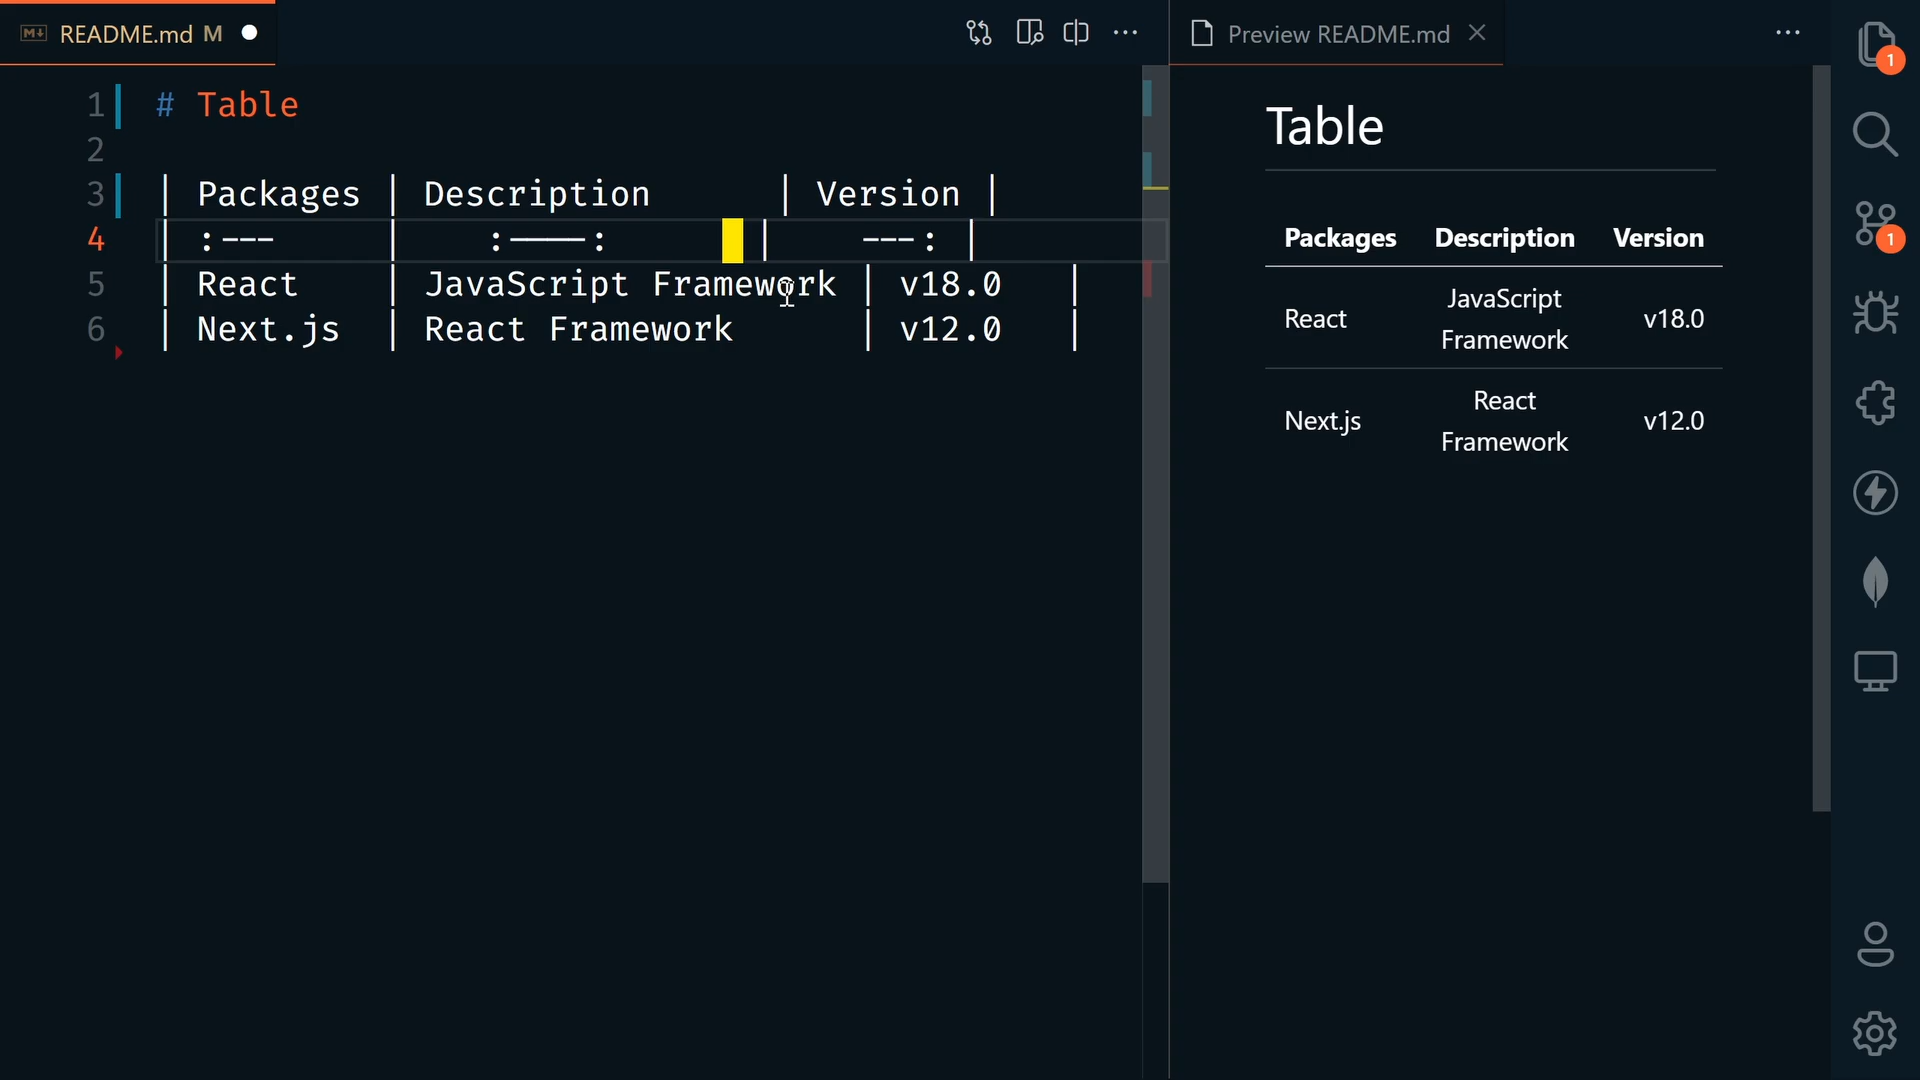 README.md M
Preview README.md
1 # Table
2
3 | Packages | Description | Version |
4 | :--- | :----: | ---: |
5 | React | JavaScript Framework | v18.0 |
6 | Next.js | React Framework | v12.0 |
Table
Packages Description Version
React JavaScript Framework v18.0
Next.js React Framework v12.0
1
1